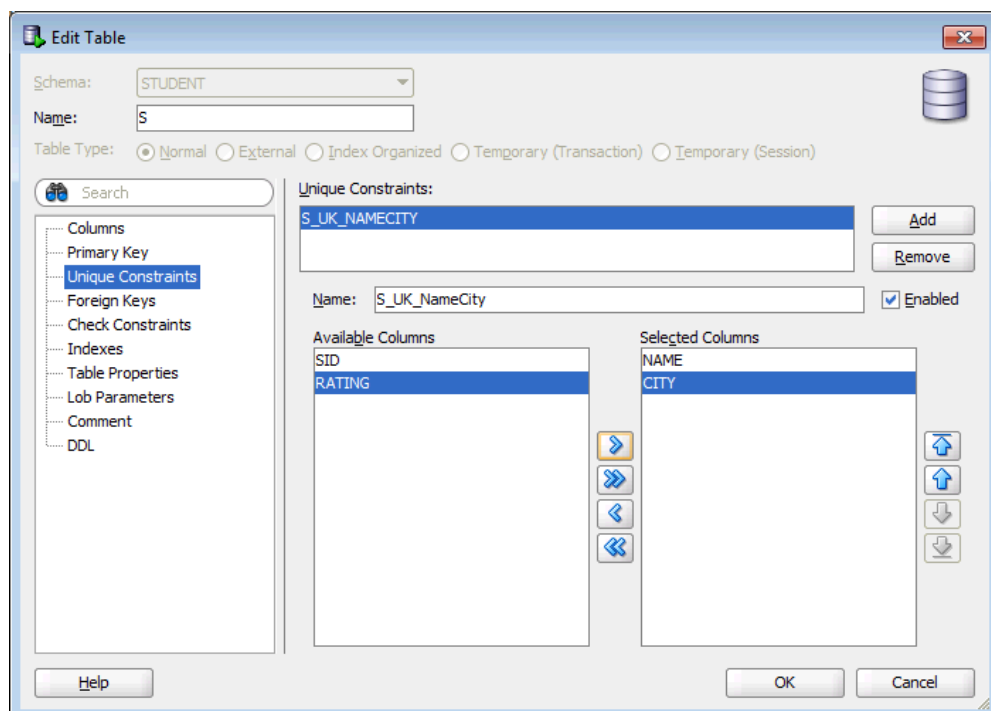 Edit Table
Schema: STUDENT
Name: S
Table Type: Normal External Index Organized Temporary (Transaction) Temporary (Session)
Search
Columns
Primary Key
Unique Constraints
Foreign Keys
Check Constraints
Indexes
Table Properties
Lob Parameters
Comment
DDL
Unique Constraints:
S_UK_NAMECITY
Add
Remove
Name: S_UK_NameCity Enabled
Available Columns
SID
RATING
Selected Columns
NAME
CITY
Help OK Cancel